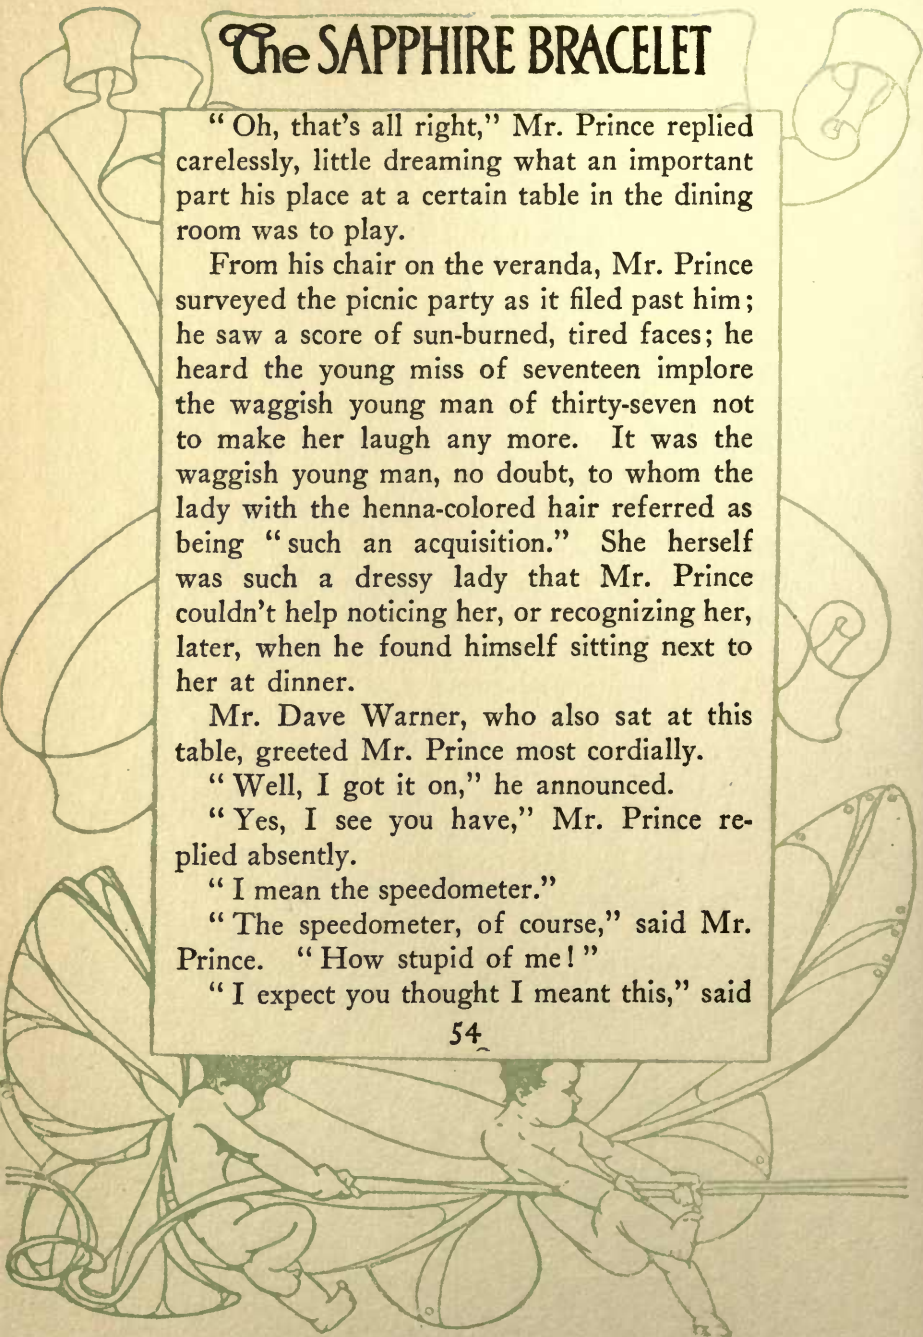 The SAPPHIRE BRACELET
“Oh, that’s all right,” Mr. Prince replied
carelessly, little dreaming what an important
part his place at a certain table in the dining
room was to play.
From his chair on the veranda, Mr. Prince
surveyed the picnic party as it filed past him;
he saw a score of sun-burned, tired faces; he
heard the young miss of seventeen implore
the waggish young man of thirty-seven not
to make her laugh any more. It was the
waggish young man, no doubt, to whom the
lady with the henna-colored hair referred as
being “such an acquisition.” She herself
was such a dressy lady that Mr. Prince
couldn’t help noticing her, or recognizing her,
later, when he found himself sitting next to
her at dinner.
Mr. Dave Warner, who also sat at this
table, greeted Mr. Prince most cordially.
“Well, I got it on,” he announced.
“Yes, I see you have,” Mr. Prince re-
plied absently.
“I mean the speedometer.”
“The speedometer, of course,” said Mr.
Prince. “How stupid of me!”
“I expect you thought I meant this,” said
54